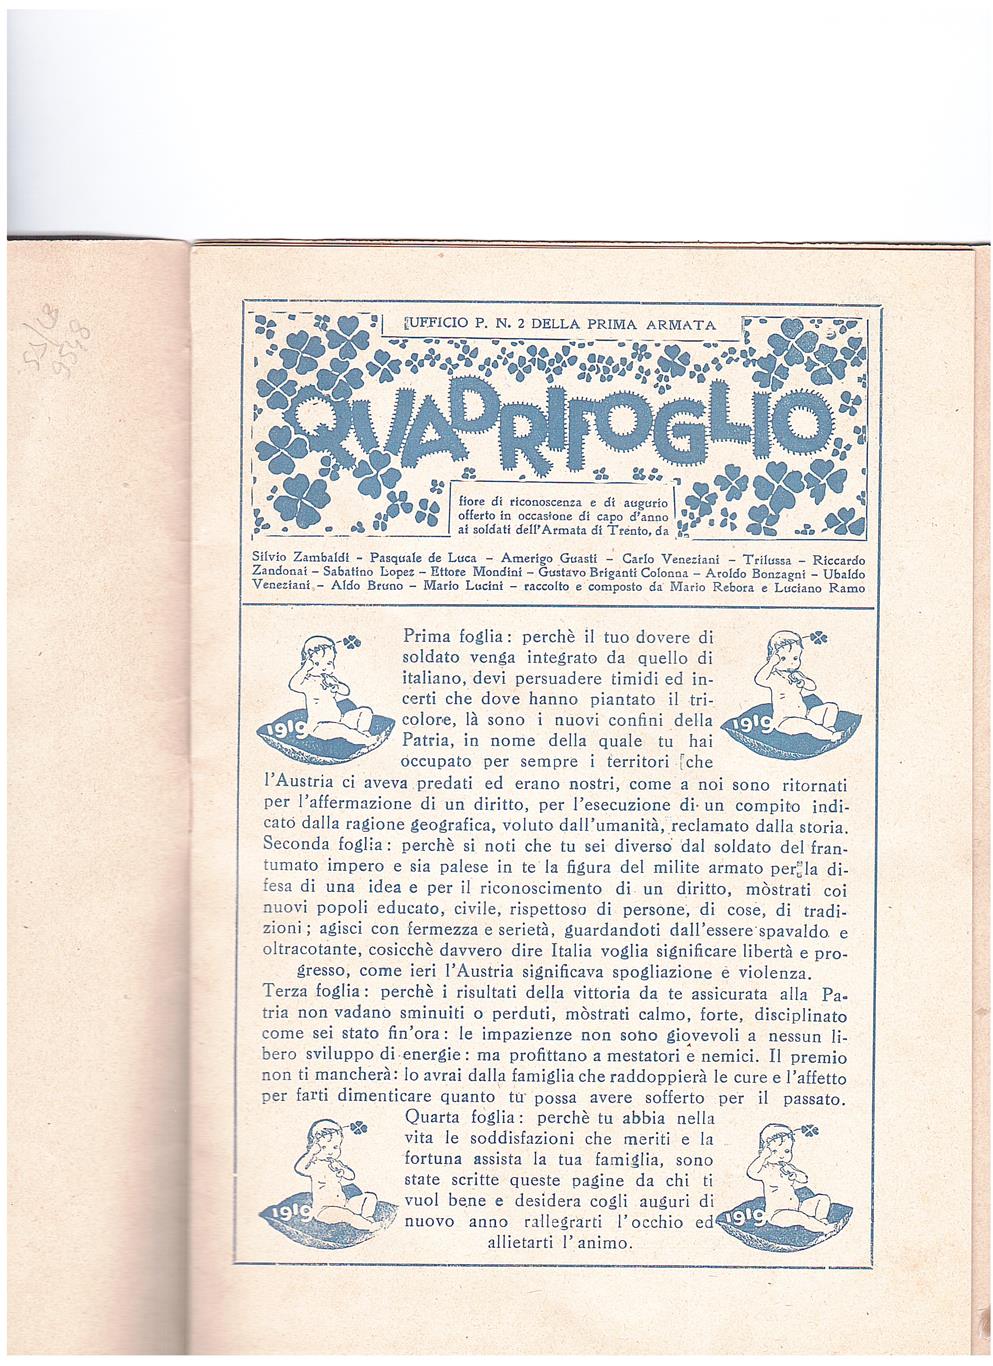 UFFICIO P. N. 2 DELLA PRIMA ARMATA
QUADRIFOGLIO
fiore di riconoscenza e di augurio
offerto in occasione di capo d'anno
ai soldati dell'Armata di Trento, da
Silvio Zambaldi - Pasquale de Luca - Amerigo Guasti - Carlo Veneziani - Trilussa - Riccardo
Zandonai - Sabatino Lopez - Ettore Mondini - Gustavo Briganti Colonna - Aroldo Bonzagni - Ubaldo
Veneziani - Aldo Bruno - Mario Lucini - raccolto e composto da Mario Rebora e Luciano Ramo
Prima foglia: perchè il tuo dovere di
soldato venga integrato da quello di
italiano, devi persuadere timidi ed in-
certi che dove hanno piantato il tri-
colore, là sono i nuovi confini della
Patria, in nome della quale tu hai
occupato per sempre i territori che
1919
1919
l'Austria ci aveva predati ed erano nostri, come a noi sono ritornati
per l'affermazione di un diritto, per l'esecuzione di un compito indi-
cato dalla ragione geografica, voluto dall'umanità, reclamato dalla storia.
Seconda foglia: perchè si noti che tu sei diverso dal soldato del fran-
tumato impero e sia palese in te la figura del milite armato per la di-
fesa di una idea e per il riconoscimento di un diritto, mòstrati coi
nuovi popoli educato, civile, rispettoso di persone, di cose, di tradi-
zioni; agisci con fermezza e serietà, guardandoti dall'essere spavaldo e
oltracotante, cosicchè davvero dire Italia voglia significare libertà e pro-
gresso, come ieri l'Austria significava spogliazione e violenza.
Terza foglia: perchè i risultati della vittoria da te assicurata alla Pa-
tria non vadano sminuiti o perduti, mòstrati calmo, forte, disciplinato
come sei stato fin'ora: le impazienze non sono giovevoli a nessun li-
bero sviluppo di energie: ma profittano a mestatori e nemici. Il premio
non ti mancherà: lo avrai dalla famiglia che raddoppierà le cure e l'affetto
per farti dimenticare quanto tu possa avere sofferto per il passato.
Quarta foglia: perchè tu abbia nella
vita le soddisfazioni che meriti e la
fortuna assista la tua famiglia, sono
state scritte queste pagine da chi ti
vuol bene e desidera cogli auguri di
nuovo anno rallegrarti l'occhio ed
allietarti l'animo.
1919
1919